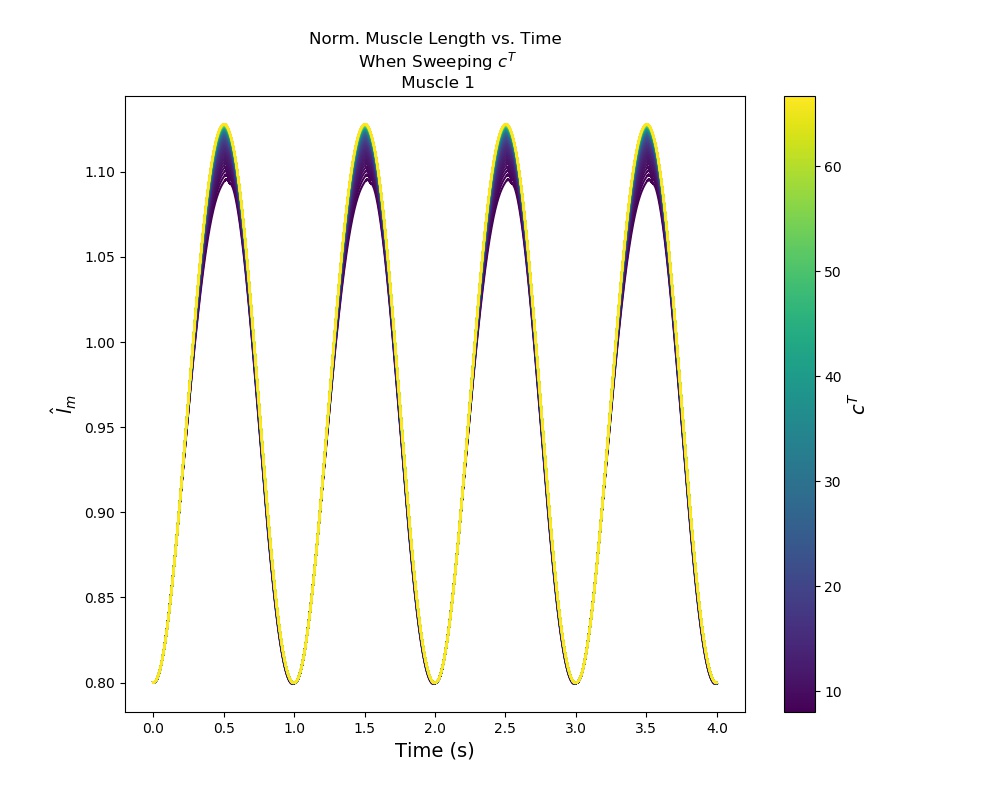 Norm. Muscle Length vs. Time
When Sweeping $c^T$
Muscle 1
1.10
1.05
1.00
0.95
0.90
0.85
0.80
$\hat{l}_m$
0.0 0.5 1.0 1.5 2.0 2.5 3.0 3.5 4.0
Time (s)
60
50
40
30
20
10
$c^T$